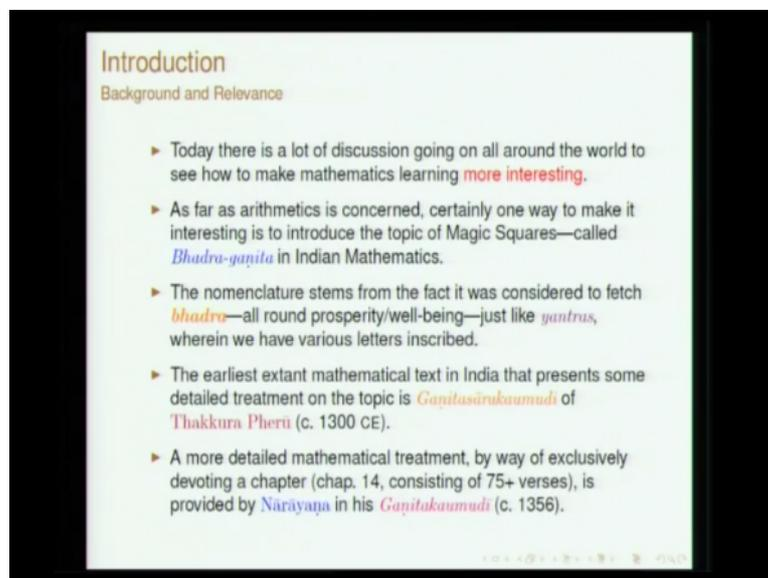 Introduction
Background and Relevance
▸ Today there is a lot of discussion going on all around the world to
see how to make mathematics learning more interesting.
▸ As far as arithmetics is concerned, certainly one way to make it
interesting is to introduce the topic of Magic Squares—called
Bhadra-gaṇita in Indian Mathematics.
▸ The nomenclature stems from the fact it was considered to fetch
bhadra—all round prosperity/well-being—just like yantras,
wherein we have various letters inscribed.
▸ The earliest extant mathematical text in India that presents some
detailed treatment on the topic is Gaṇitasārakaumudī of
Ṭhakkura Pherū (c. 1300 CE).
▸ A more detailed mathematical treatment, by way of exclusively
devoting a chapter (chap. 14, consisting of 75+ verses), is
provided by Nārāyaṇa in his Gaṇitakaumudī (c. 1356).